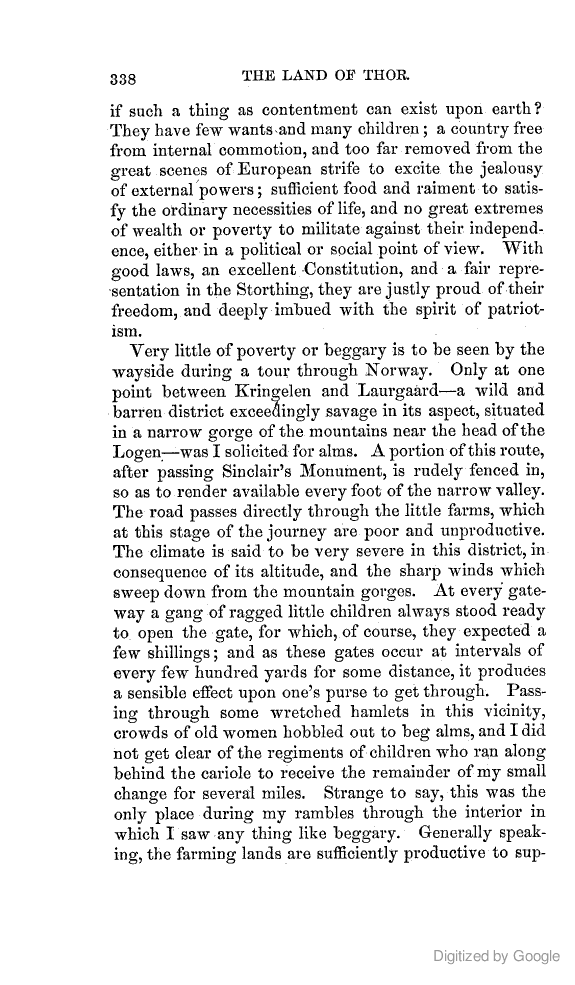 338
THE LAND OF THOR.
if such a thing as contentment can exist upon earth?
They have few wants and many children; a country free
from internal commotion, and too far removed from the
great scenes of European strife to excite the jealousy
of external powers; sufficient food and raiment to satis-
fy the ordinary necessities of life, and no great extremes
of wealth or poverty to militate against their independ-
ence, either in a political or social point of view. With
good laws, an excellent Constitution, and a fair repre-
sentation in the Storthing, they are justly proud of their
freedom, and deeply imbued with the spirit of patriot-
ism.
Very little of poverty or beggary is to be seen by the
wayside during a tour through Norway. Only at one
point between Kringelen and Laurgaard—a wild and
barren district exceedingly savage in its aspect, situated
in a narrow gorge of the mountains near the head of the
Logen—was I solicited for alms. A portion of this route,
after passing Sinclair's Monument, is rudely fenced in,
so as to render available every foot of the narrow valley.
The road passes directly through the little farms, which
at this stage of the journey are poor and unproductive.
The climate is said to be very severe in this district, in
consequence of its altitude, and the sharp winds which
sweep down from the mountain gorges. At every gate-
way a gang of ragged little children always stood ready
to open the gate, for which, of course, they expected a
few shillings; and as these gates occur at intervals of
every few hundred yards for some distance, it produces
a sensible effect upon one's purse to get through. Pass-
ing through some wretched hamlets in this vicinity,
crowds of old women hobbled out to beg alms, and I did
not get clear of the regiments of children who ran along
behind the cariole to receive the remainder of my small
change for several miles. Strange to say, this was the
only place during my rambles through the interior in
which I saw any thing like beggary. Generally speak-
ing, the farming lands are sufficiently productive to sup-
Digitized by Google